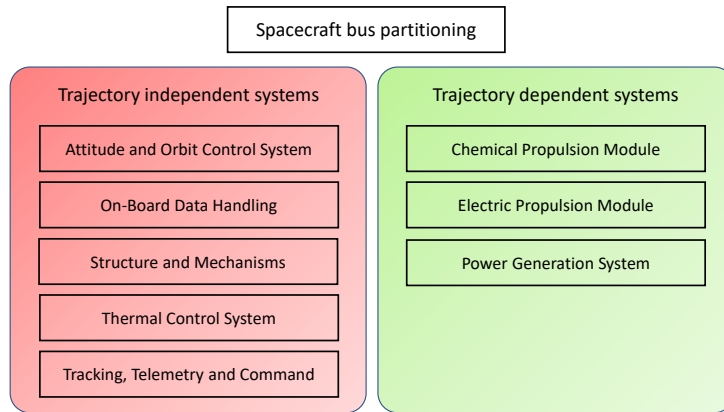 Spacecraft bus partitioning
Trajectory independent systems
Attitude and Orbit Control System
On-Board Data Handling
Structure and Mechanisms
Thermal Control System
Tracking, Telemetry and Command
Trajectory dependent systems
Chemical Propulsion Module
Electric Propulsion Module
Power Generation System